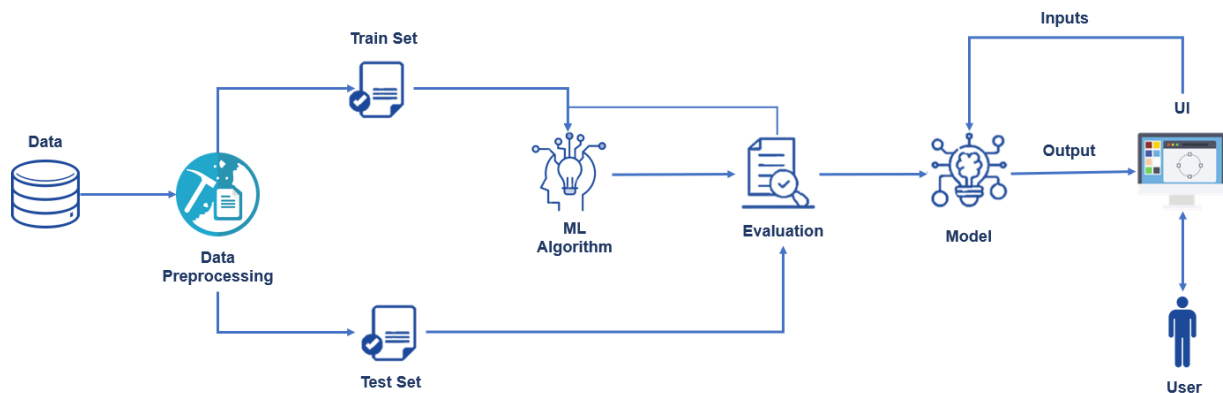 Inputs
Train Set
UI
Data
Output
ML
Algorithm
Evaluation
Model
Data
Preprocessing
Test Set
User